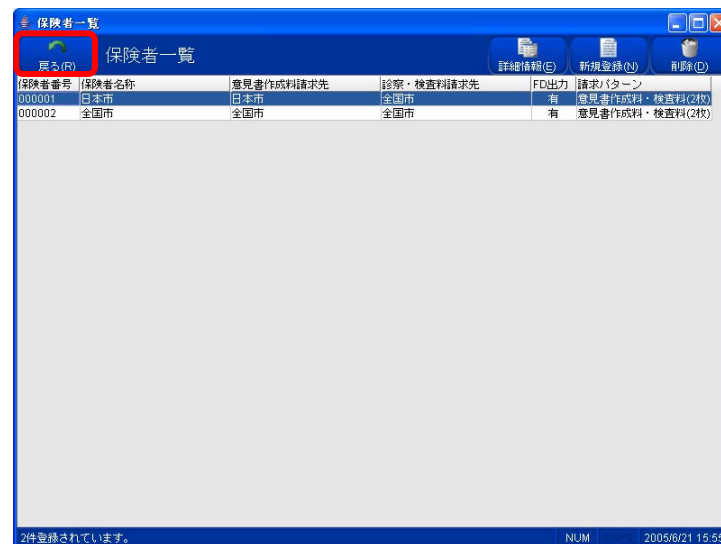 保険者一覧
戻る(R) 保険者一覧 詳細情報(E) 新規登録(N) 削除(D)
保険者番号 保険者名称 意見書作成料請求先 診察・検査料請求先 FD出力 請求パターン
000001 日本市 日本市 全国市 有 意見書作成料・検査料(2枚)
000002 全国市 全国市 全国市 有 意見書作成料・検査料(2枚)
2件登録されています。 NUM 2005/6/21 15:55